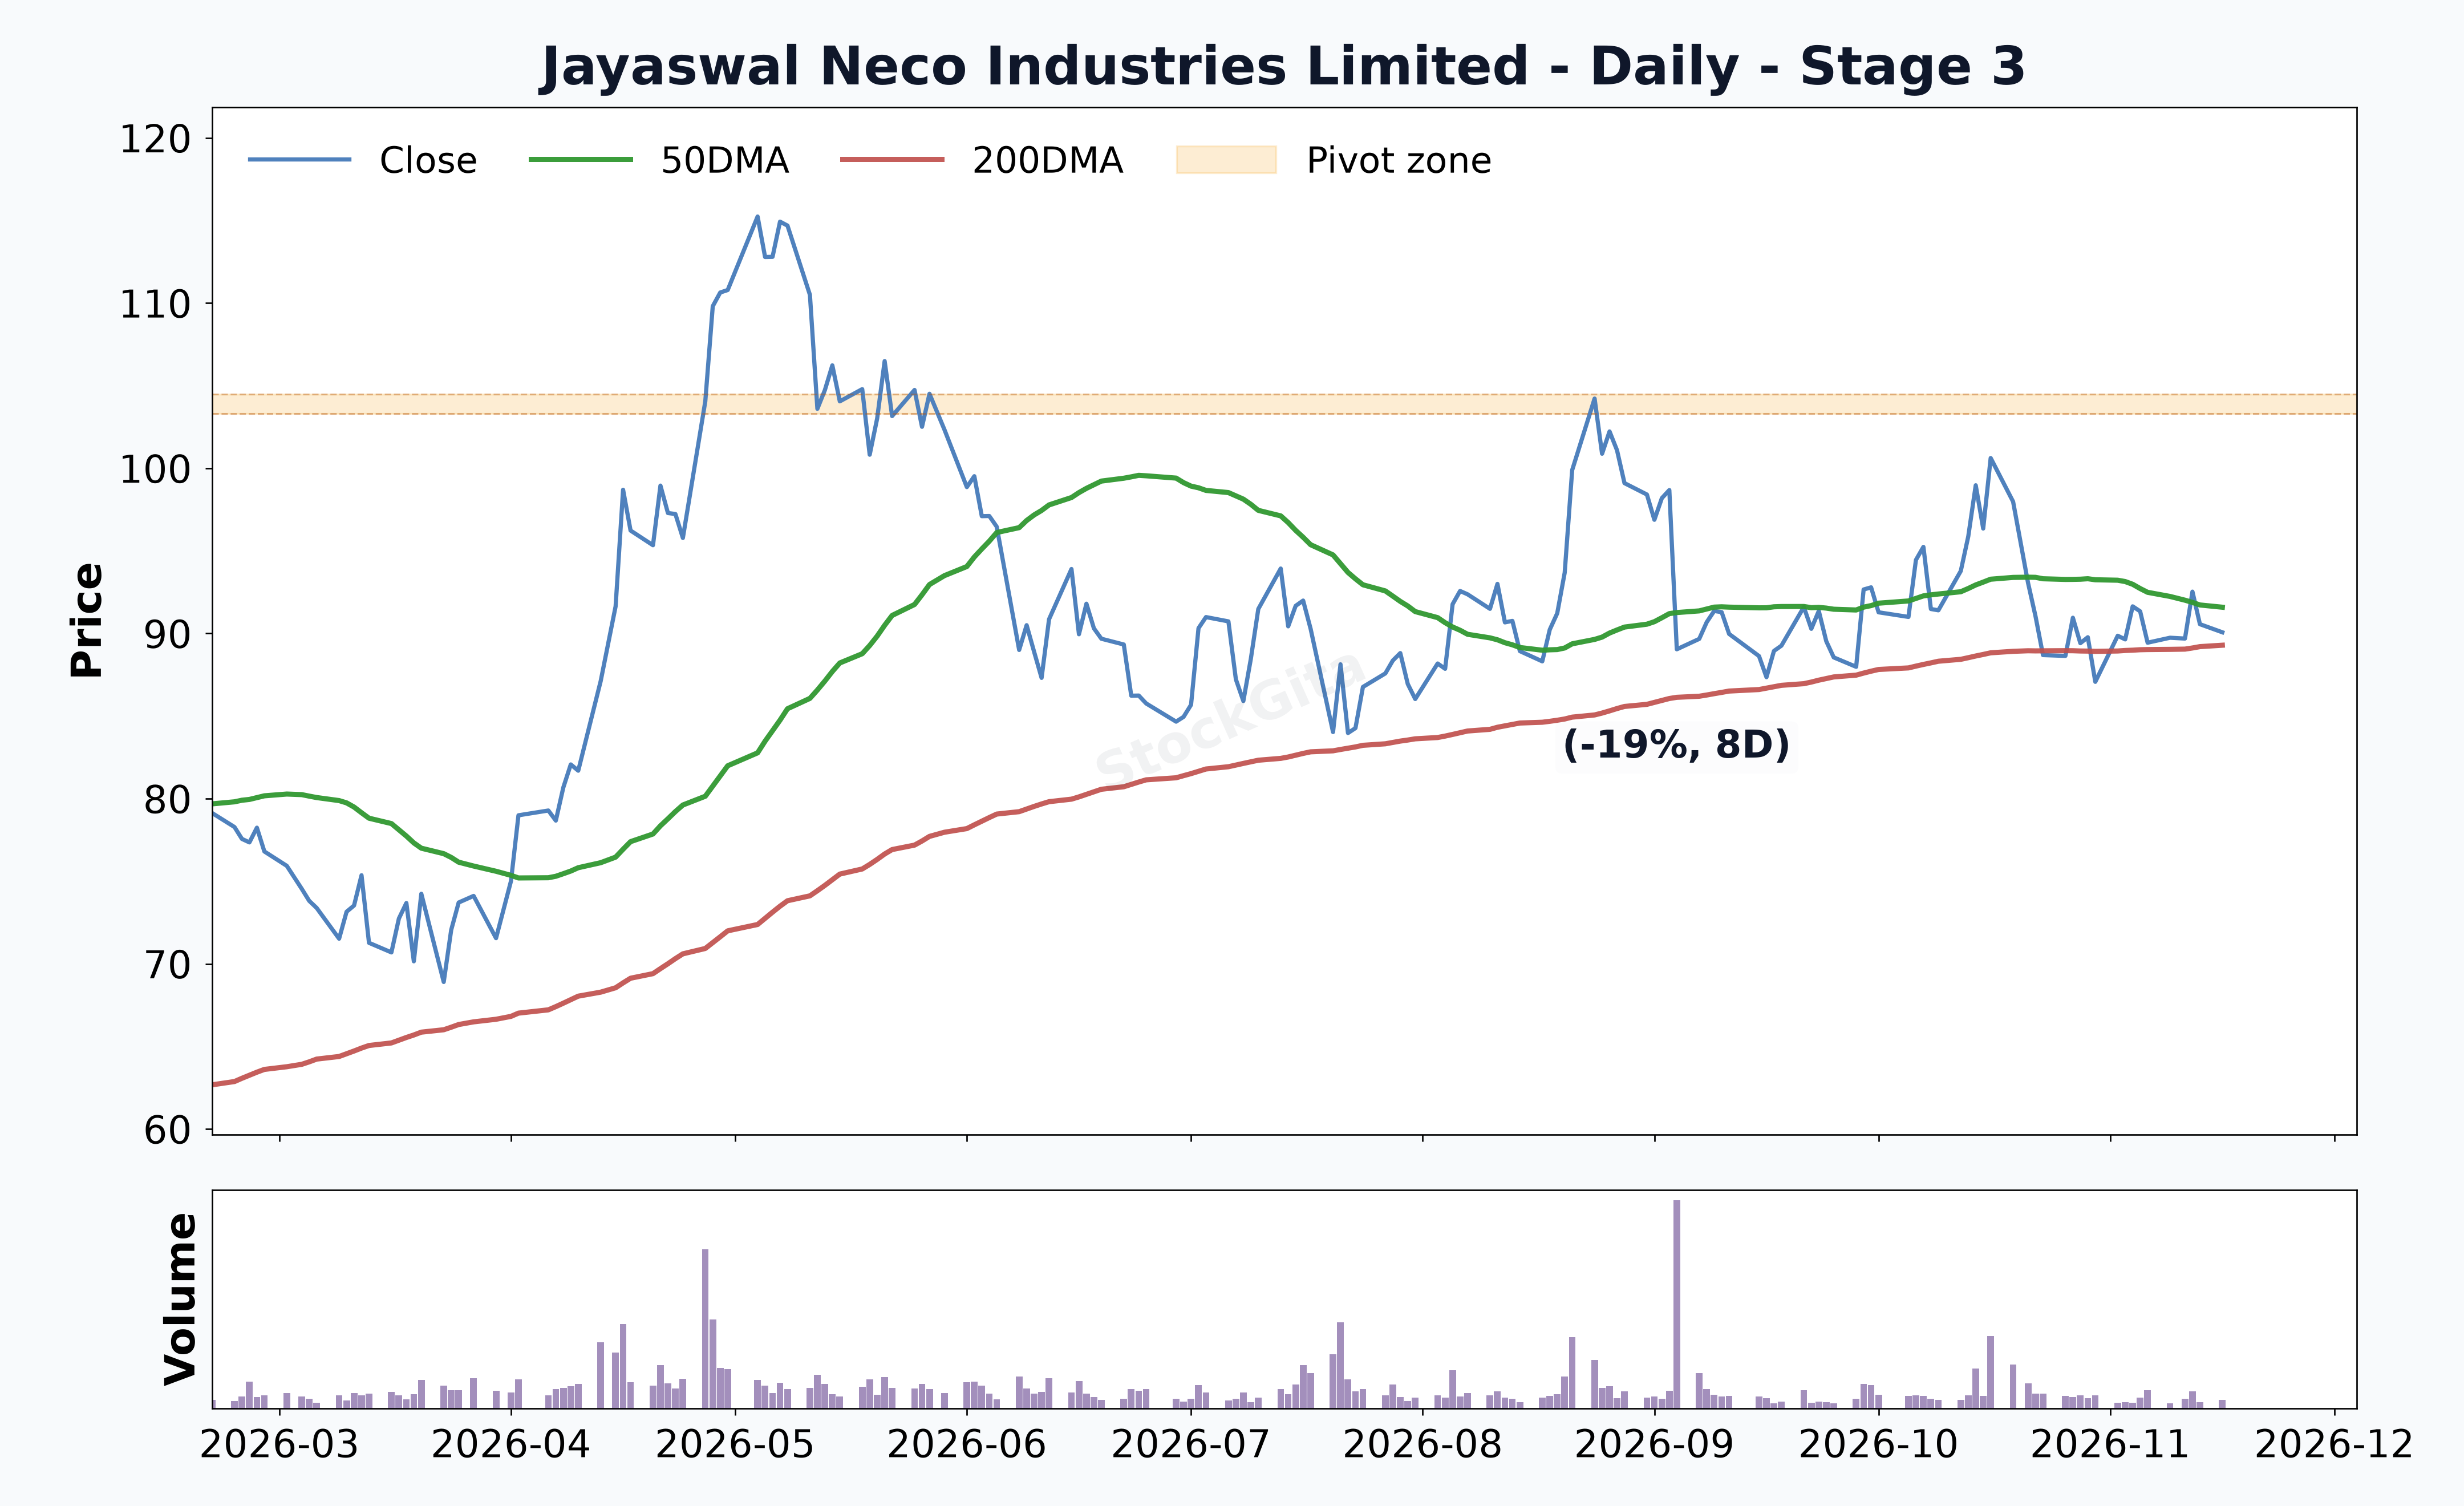 Jayaswal Neco Industries Limited - Daily - Stage 3
Close 50DMA 200DMA Pivot zone
120
110
100
90
80
70
60
Price
StockGita
(-19%, 8D)
Volume
2026-03 2026-04 2026-05 2026-06 2026-07 2026-08 2026-09 2026-10 2026-11 2026-12